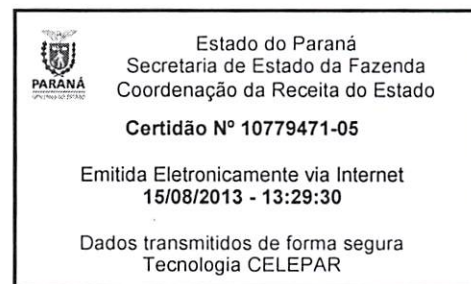 Estado do Paraná
Secretaria de Estado da Fazenda
PARANÁ
Coordenação da Receita do Estado
Certidão Nº 10779471-05
Emitida Eletronicamente via Internet
15/08/2013 - 13:29:30
Dados transmitidos de forma segura
Tecnologia CELEPAR